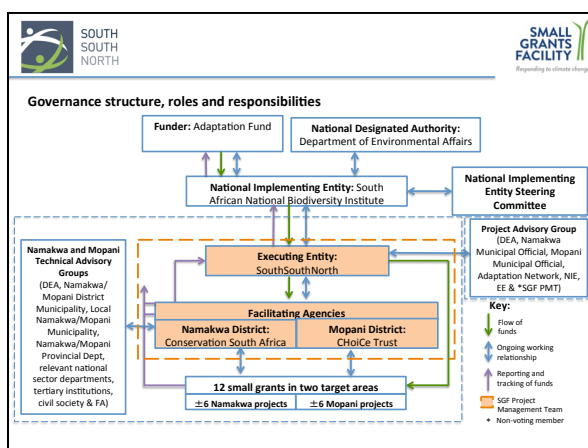 SOUTH
SOUTH
NORTH
SMALL
GRANTS
FACILITY
Responding to climate change
Governance structure, roles and responsibilities
Funder: Adaptation Fund
National Designated Authority:
Department of Environmental Affairs
National Implementing Entity: South
African National Biodiversity Institute
National Implementing
Entity Steering
Committee
Namakwa and Mopani
Technical Advisory
Groups
(DEA, Namakwa/
Mopani District
Municipality, Local
Namakwa/Mopani
Municipality,
Namakwa/Mopani
Provincial Dept,
relevant national
sector departments,
tertiary institutions,
civil society & FA)
Executing Entity:
SouthSouthNorth
Facilitating Agencies
Namakwa District:
Conservation South Africa
Mopani District:
CHoiCe Trust
12 small grants in two target areas
±6 Namakwa projects
±6 Mopani projects
Project Advisory Group
(DEA, Namakwa
Municipal Official, Mopani
Municipal Official,
Adaptation Network, NIE,
EE & *SGF PMT)
Key:
Flow of
funds
Ongoing working
relationship
Reporting and
tracking of funds
SGF Project
Management Team
* Non-voting member